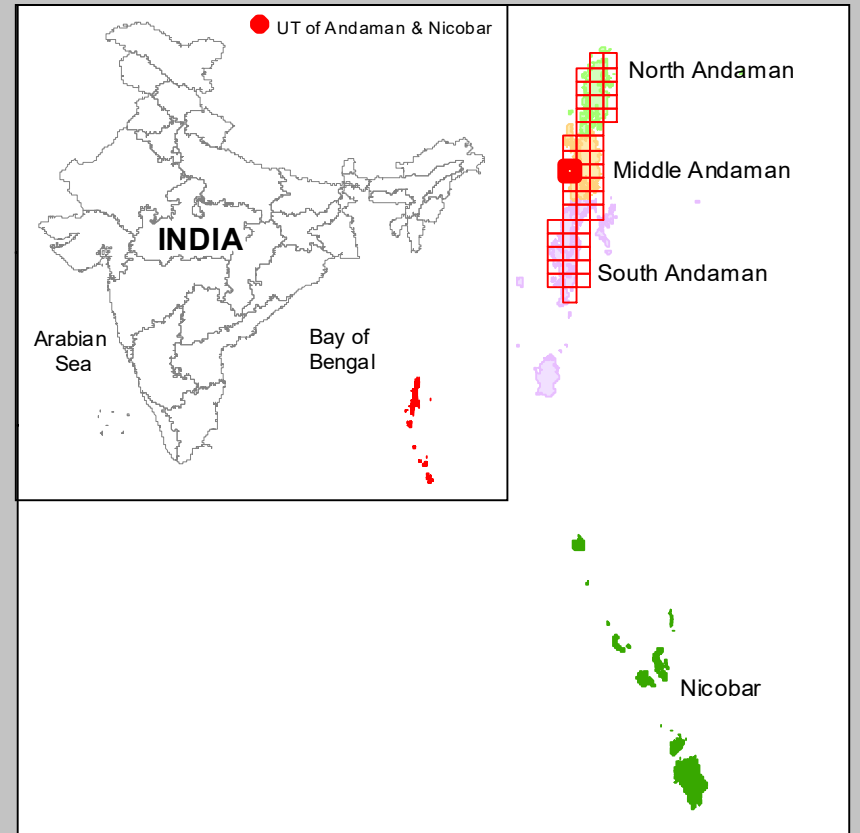 UT of Andaman & Nicobar
North Andaman
Middle Andaman
INDIA
South Andaman
Arabian
Sea
Bay of
Bengal
Nicobar